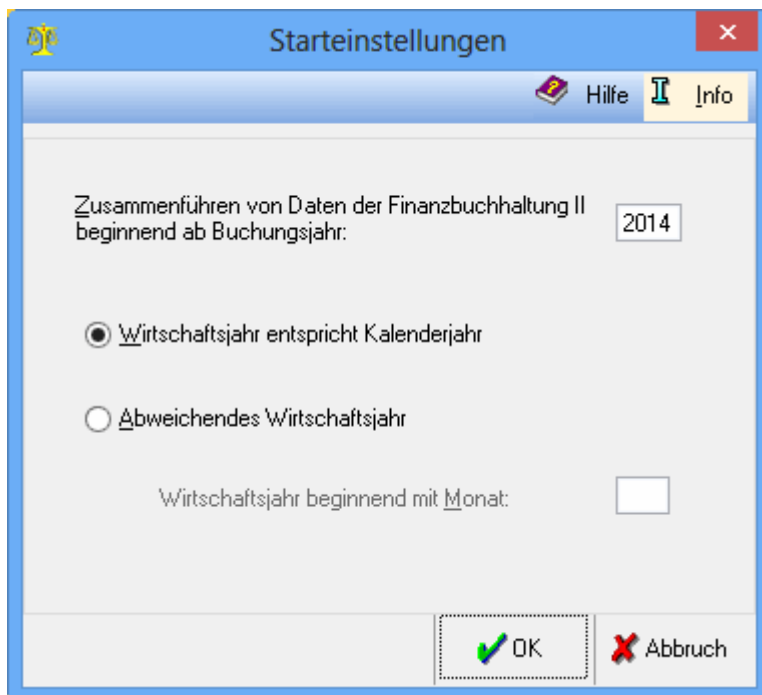 Starteinstellungen
Hilfe Info
Zusammenführen von Daten der Finanzbuchhaltung II
beginnend ab Buchungsjahr:
2014
Wirtschaftsjahr entspricht Kalenderjahr
Abweichendes Wirtschaftsjahr
Wirtschaftsjahr beginnend mit Monat:
OK Abbruch